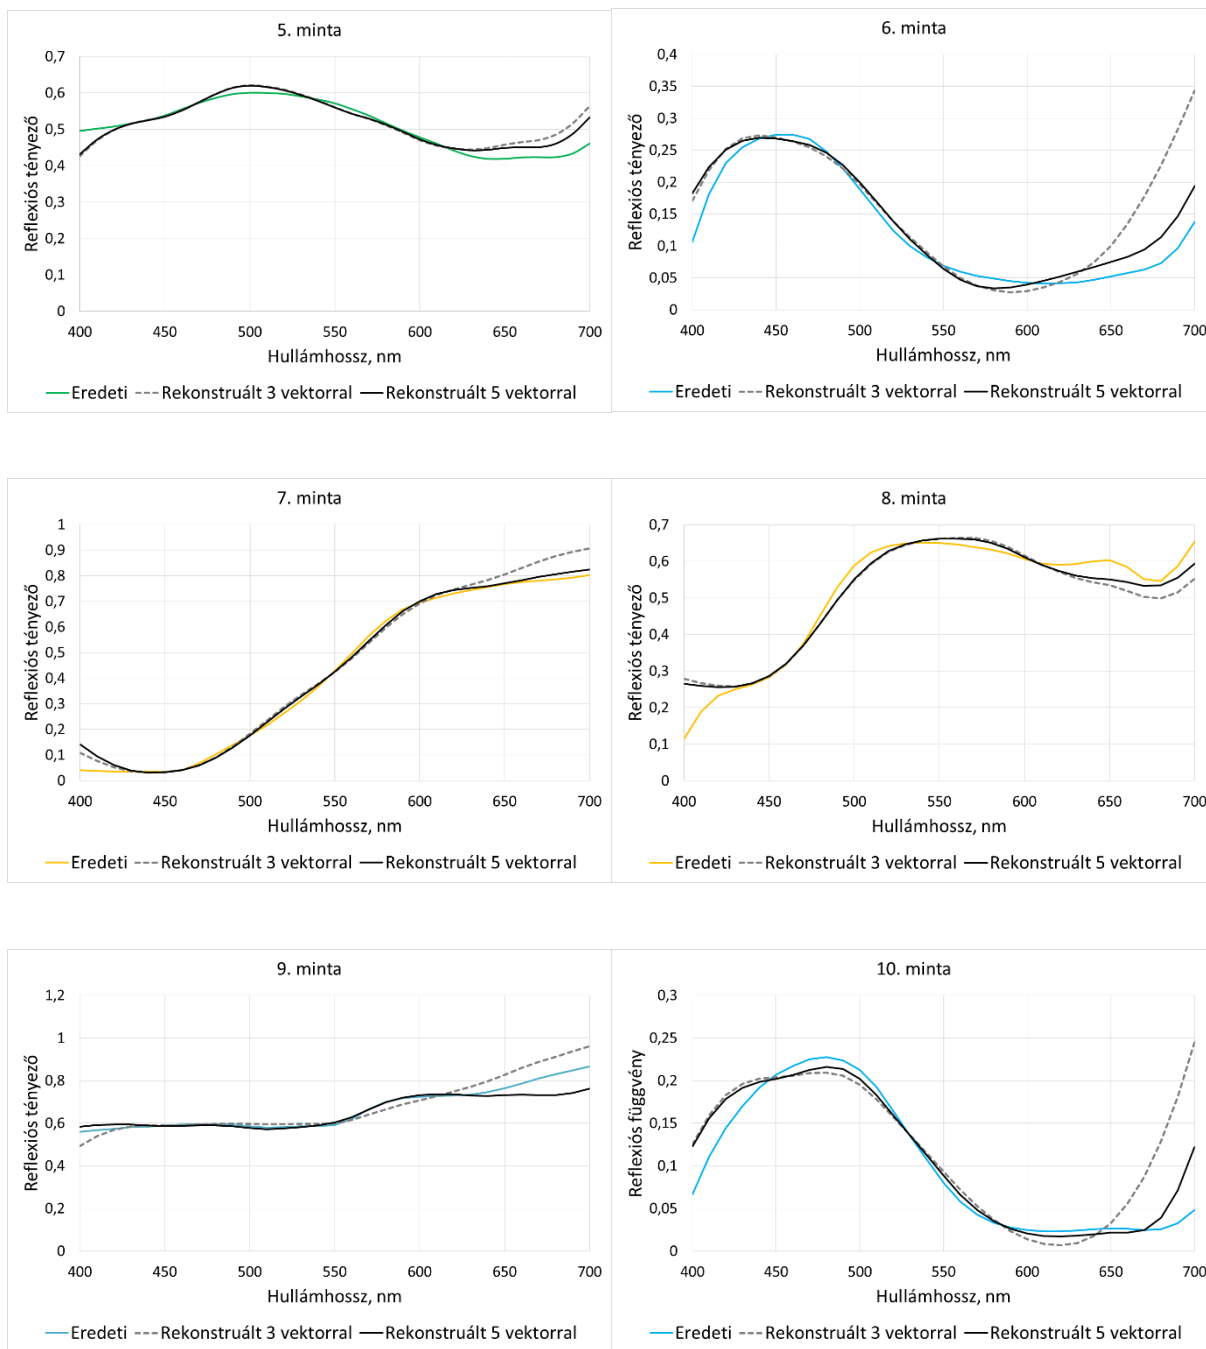 5. minta
0,7
0,6
0,5
0,4
0,3
0,2
0,1
0
Reflexiós tényező
400 450 500 550 600 650 700
Hullámhossz, nm
Eredeti Rekonstruált 3 vektorral Rekonstruált 5 vektorral
6. minta
0,4
0,35
0,3
0,25
0,2
0,15
0,1
0,05
0
Reflexiós tényező
400 450 500 550 600 650 700
Hullámhossz, nm
Eredeti Rekonstruált 3 vektorral Rekonstruált 5 vektorral
7. minta
1
0,9
0,8
0,7
0,6
0,5
0,4
0,3
0,2
0,1
0
Reflexiós tényező
400 450 500 550 600 650 700
Hullámhossz, nm
Eredeti Rekonstruált 3 vektorral Rekonstruált 5 vektorral
8. minta
0,7
0,6
0,5
0,4
0,3
0,2
0,1
0
Reflexiós tényező
400 450 500 550 600 650 700
Hullámhossz, nm
Eredeti Rekonstruált 3 vektorral Rekonstruált 5 vektorral
9. minta
1,2
1
0,8
0,6
0,4
0,2
0
Reflexiós tényező
400 450 500 550 600 650 700
Hullámhossz, nm
Eredeti Rekonstruált 3 vektorral Rekonstruált 5 vektorral
10. minta
0,3
0,25
0,2
0,15
0,1
0,05
0
Reflexiós függvény
400 450 500 550 600 650 700
Hullámhossz, nm
Eredeti Rekonstruált 3 vektorral Rekonstruált 5 vektorral